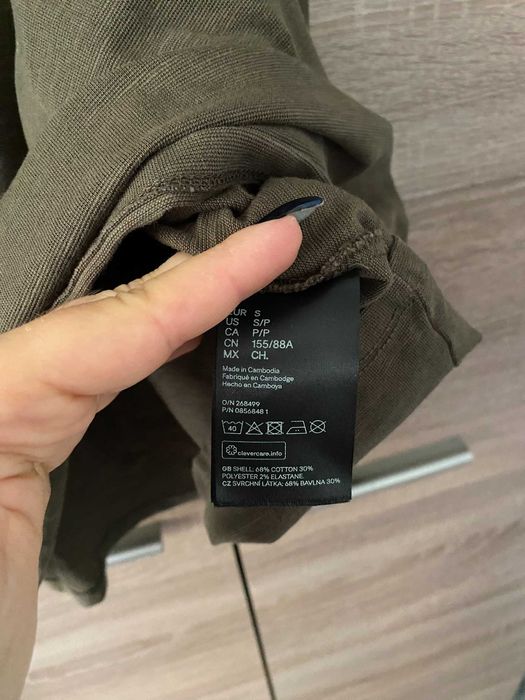 EUR S
US S/P
CA P/P
CN 155/88A
MX CH.
Made in Cambodia
Fabriqué en Cambodge
Hecho en Camboya
O/N 268499
P/N 0856848 1
40
clevercare.info
GB SHELL: 68% COTTON 30%
POLYESTER 2% ELASTANE.
CZ SVRCHNÍ LÁTKA: 68% BAVLNA 30%